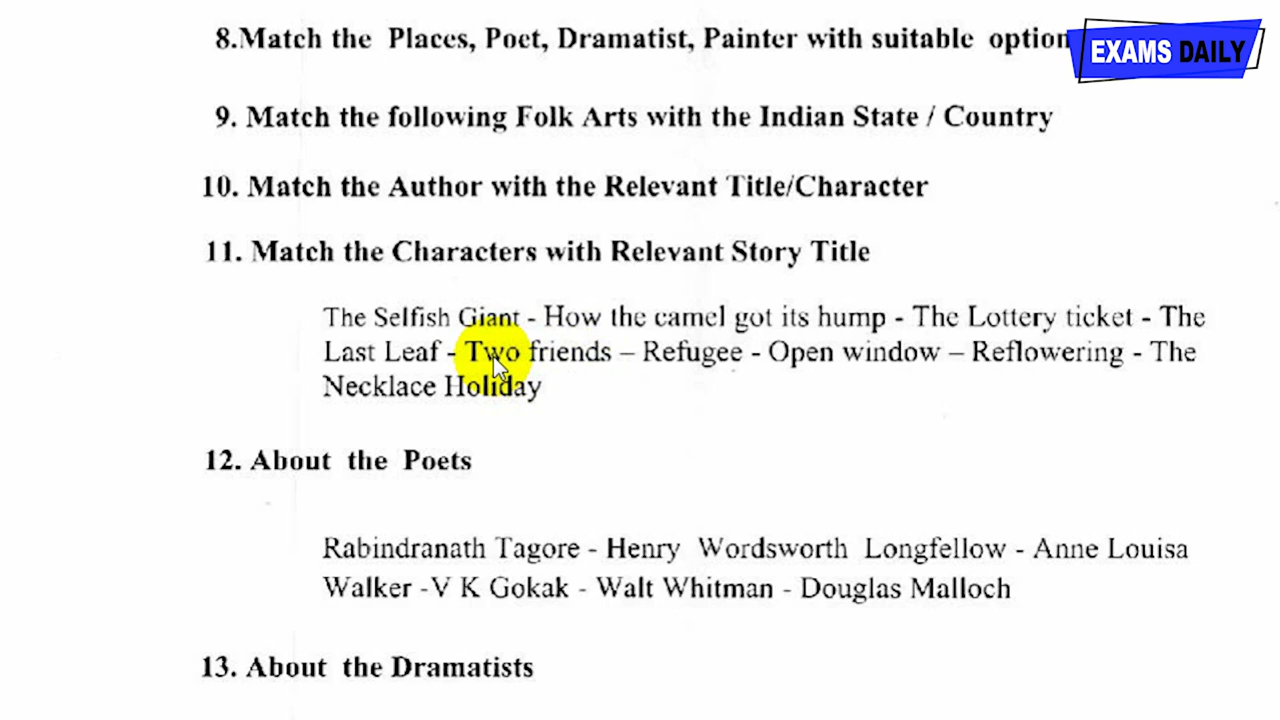 8.Match the Places, Poet, Dramatist, Painter with suitable option
EXAMS DAILY
9. Match the following Folk Arts with the Indian State / Country
10. Match the Author with the Relevant Title/Character
11. Match the Characters with Relevant Story Title
The Selfish Giant - How the camel got its hump - The Lottery ticket - The
Last Leaf - Two friends – Refugee - Open window – Reflowering - The
Necklace Holiday
12. About the Poets
Rabindranath Tagore - Henry Wordsworth Longfellow - Anne Louisa
Walker -V K Gokak - Walt Whitman - Douglas Malloch
13. About the Dramatists